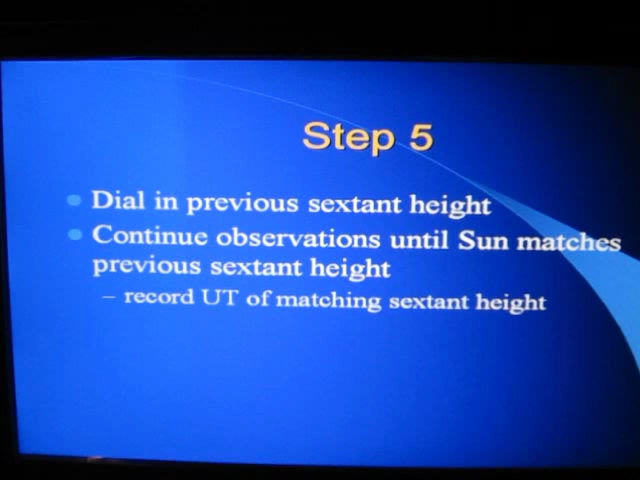 Step 5
Dial in previous sextant height
Continue observations until Sun matches
previous sextant height
– record UT of matching sextant height